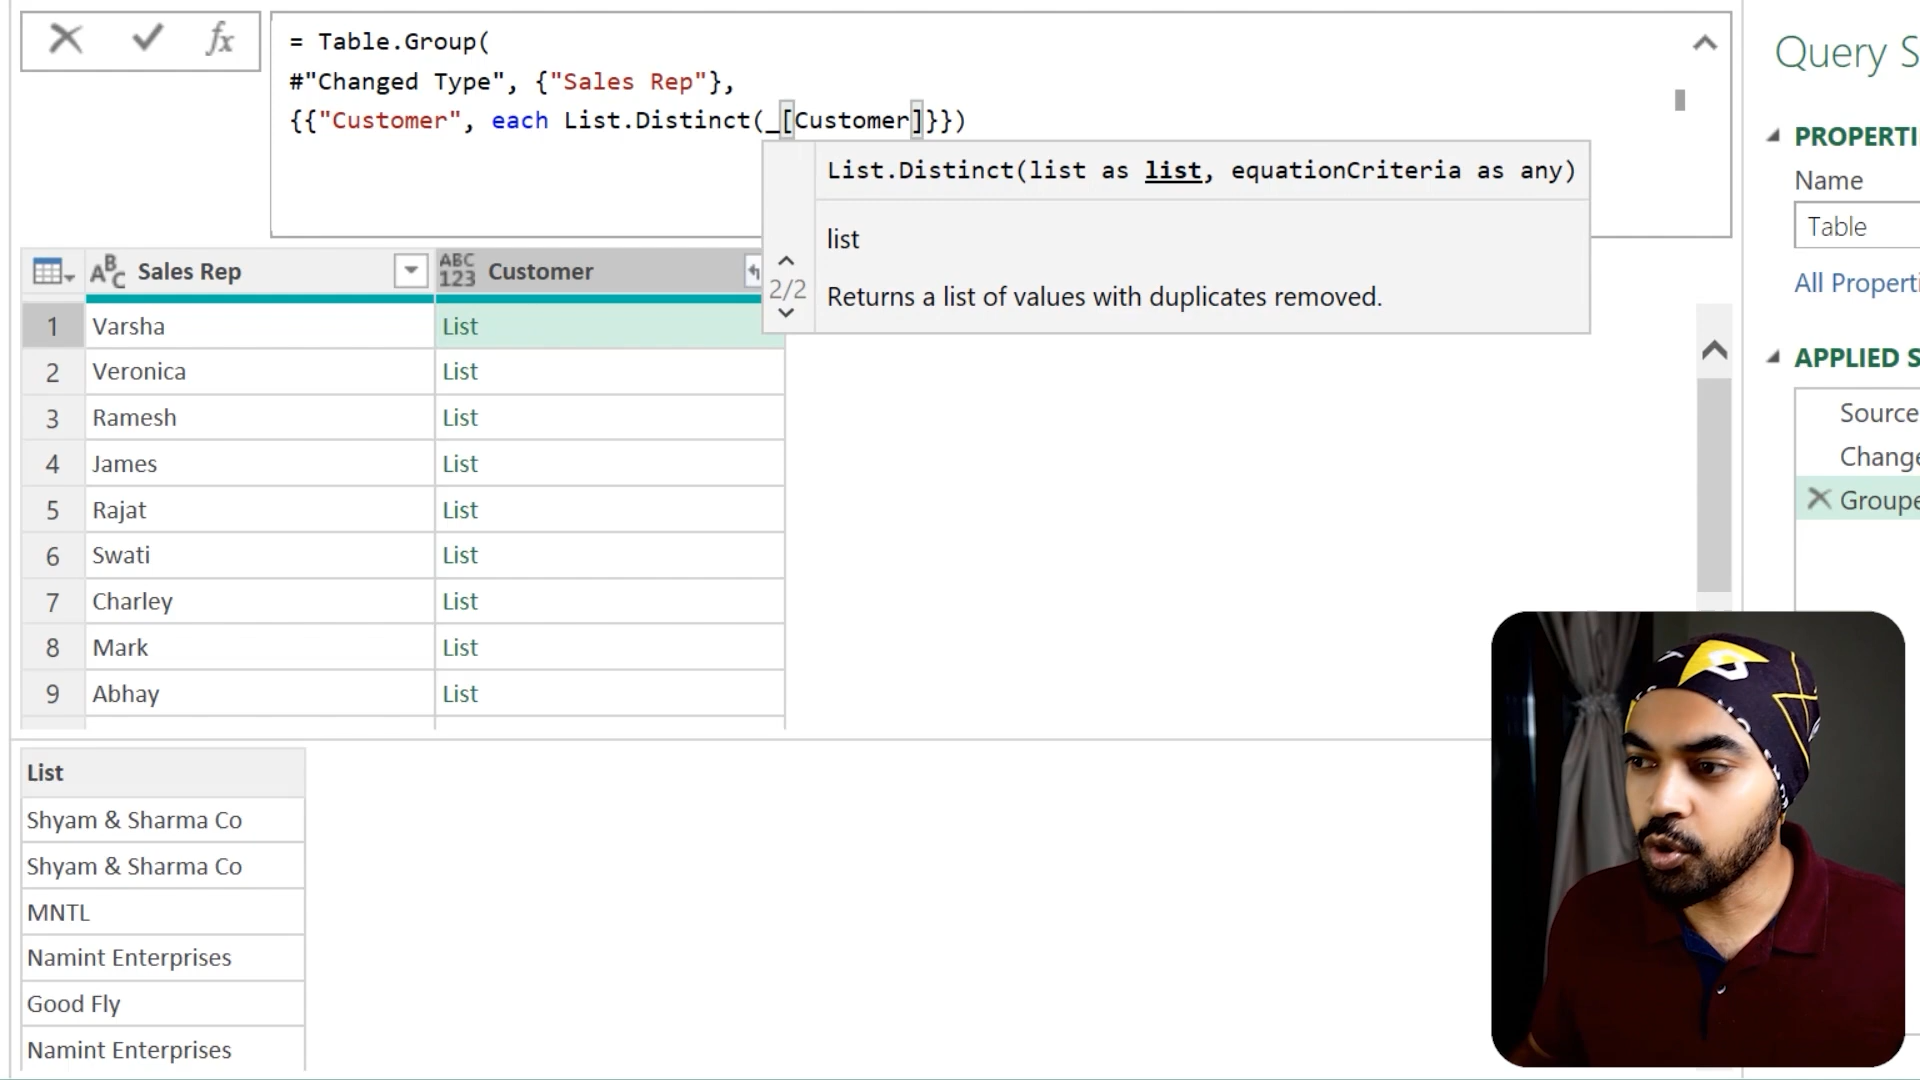 fx
= Table.Group(
#"Changed Type", {"Sales Rep"},
{{"Customer", each List.Distinct(_[Customer]}})
List.Distinct(list as list, equationCriteria as any)
list
2/2
Returns a list of values with duplicates removed.
ABC Sales Rep
ABC 123 Customer
1 Varsha List
2 Veronica List
3 Ramesh List
4 James List
5 Rajat List
6 Swati List
7 Charley List
8 Mark List
9 Abhay List
List
Shyam & Sharma Co
Shyam & Sharma Co
MNTL
Namint Enterprises
Good Fly
Namint Enterprises
Query S
PROPERTI
Name
Table
All Properti
APPLIED S
Source
Change
Groupe